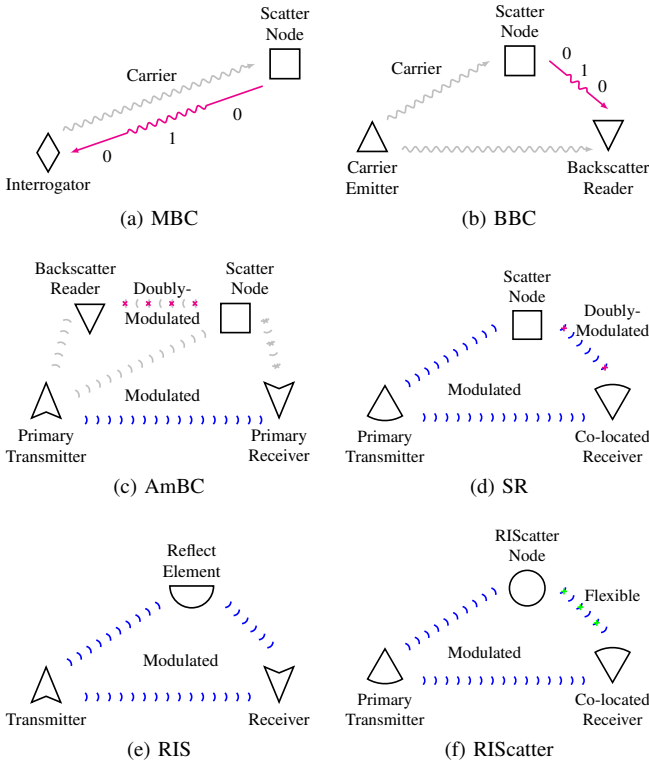 Scatter
Node
Carrier
0
1
0
Interrogator
(a) MBC
Scatter
Node
0
1
0
Carrier
Carrier
Emitter
Backscatter
Reader
(b) BBC
Backscatter
Reader
Doubly-
Modulated
Scatter
Node
Modulated
Primary
Transmitter
Primary
Receiver
(c) AmBC
Scatter
Node
Doubly-
Modulated
Modulated
Primary
Transmitter
Co-located
Receiver
(d) SR
Reflect
Element
Modulated
Transmitter
Receiver
(e) RIS
RIScatter
Node
Flexible
Modulated
Primary
Transmitter
Co-located
Receiver
(f) RIScatter